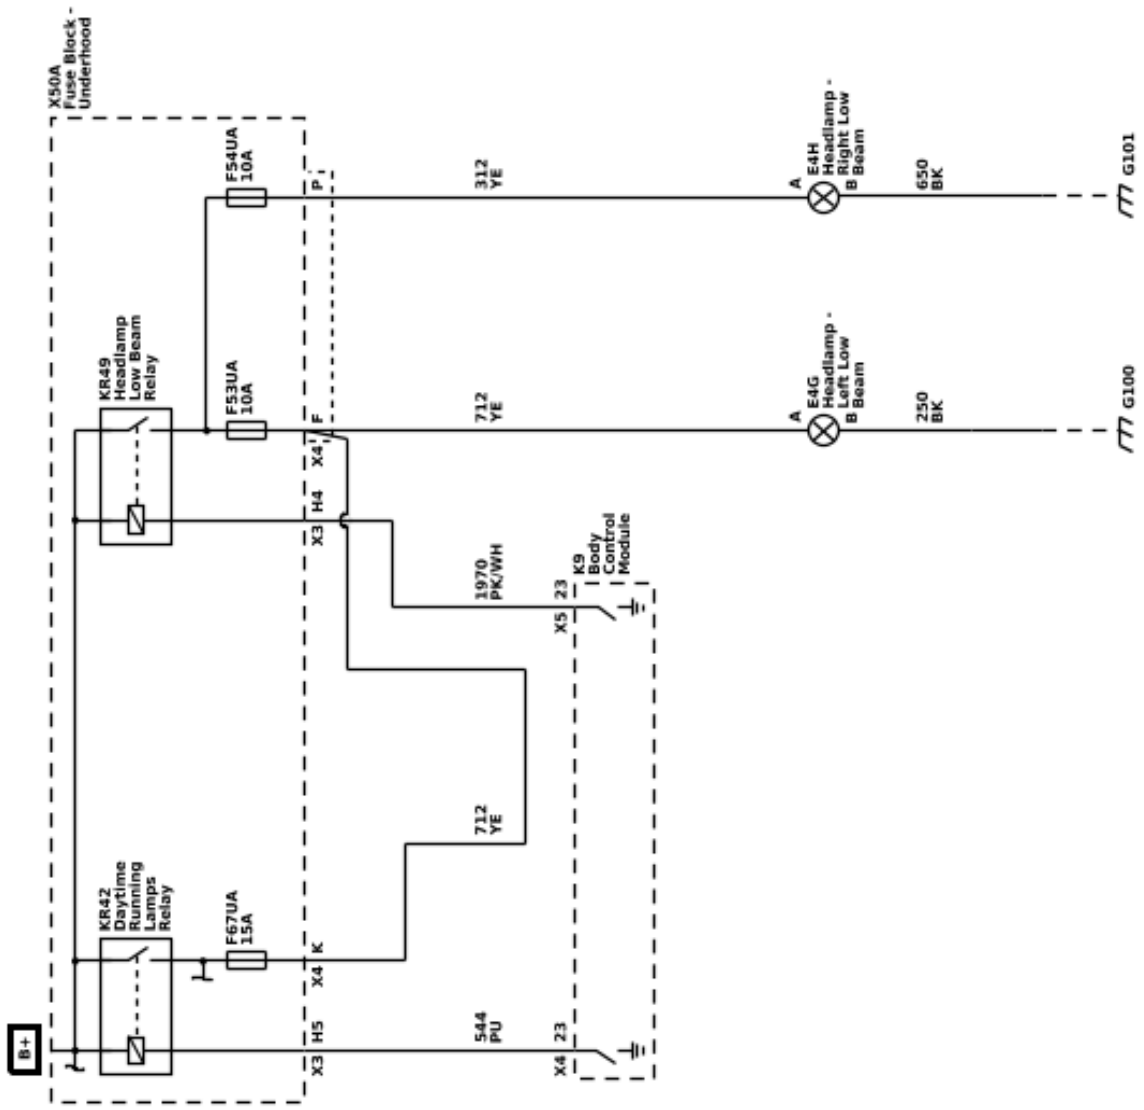 B+
X50A
Fuse Block -
Underhood
KR42
Daytime
Running
Lamps
Relay
KR49
Headlamp
Low Beam
Relay
F67UA
15A
F53UA
10A
F54UA
10A
X3 H5
X4 K
X3 H4
X4 F
P
544
PU
712
YE
1970
PK/WH
712
YE
312
YE
X4 23
X5 23
K9
Body
Control
Module
A
E4G
Headlamp -
Left Low
Beam
B
A
E4H
Headlamp -
Right Low
Beam
B
250
BK
650
BK
G100
G101